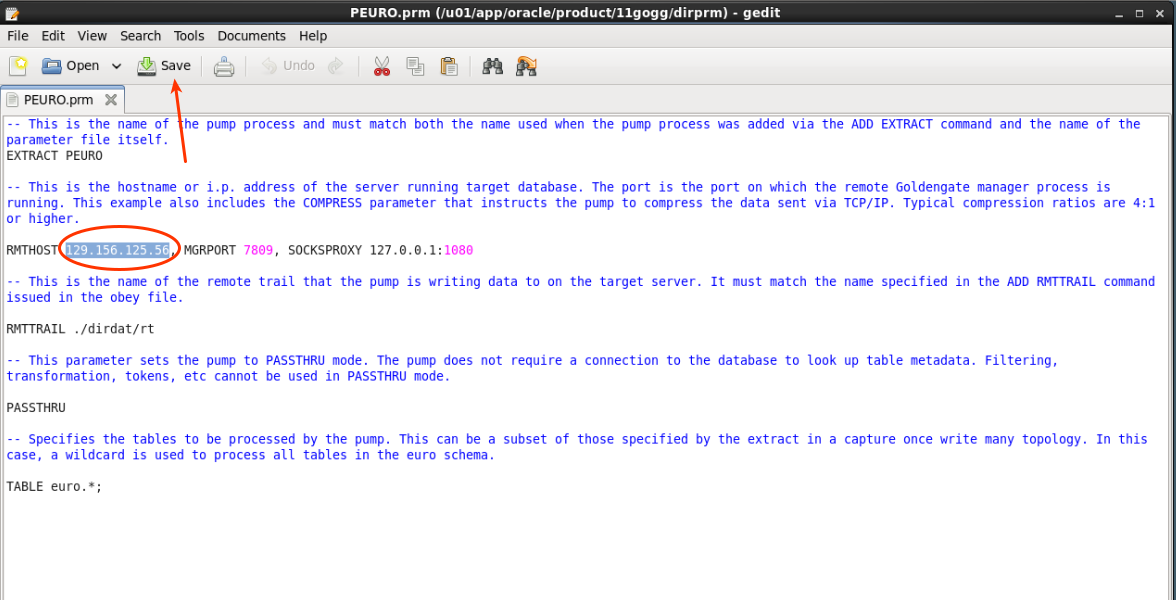 PEURO.prm (/u01/app/oracle/product/11gogg/dirprm) - gedit
File Edit View Search Tools Documents Help
Open Save Undo
PEURO.prm
-- This is the name of the pump process and must match both the name used when the pump process was added via the ADD EXTRACT command and the name of the
parameter file itself.
EXTRACT PEURO
-- This is the hostname or i.p. address of the server running target database. The port is the port on which the remote Goldengate manager process is
running. This example also includes the COMPRESS parameter that instructs the pump to compress the data sent via TCP/IP. Typical compression ratios are 4:1
or higher.
RMTHOST 129.156.125.56, MGRPORT 7809, SOCKSPROXY 127.0.0.1:1080
-- This is the name of the remote trail that the pump is writing data to on the target server. It must match the name specified in the ADD RMTTRAIL command
issued in the obey file.
RMTTRAIL ./dirdat/rt
-- This parameter sets the pump to PASSTHRU mode. The pump does not require a connection to the database to look up table metadata. Filtering,
transformation, tokens, etc cannot be used in PASSTHRU mode.
PASSTHRU
-- Specifies the tables to be processed by the pump. This can be a subset of those specified by the extract in a capture once write many topology. In this
case, a wildcard is used to process all tables in the euro schema.
TABLE euro.*;